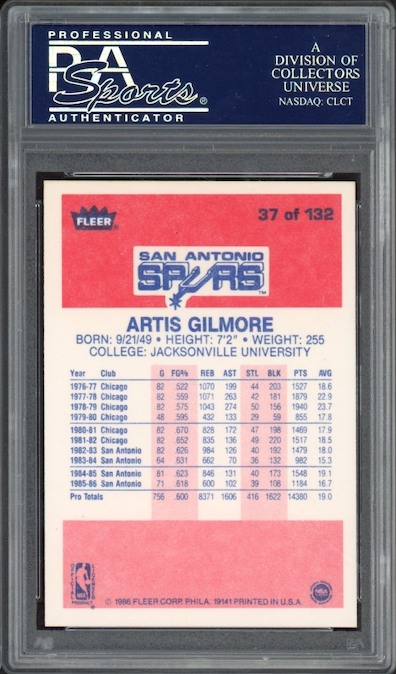 PROFESSIONAL
PSA
Sports®
AUTHENTICATOR
A
DIVISION OF
COLLECTORS
UNIVERSE
NASDAQ: CLCT
FLEER
37 of 132
SAN ANTONIO
SPURS
™
ARTIS GILMORE
BORN: 9/21/49 • HEIGHT: 7'2" • WEIGHT: 255
COLLEGE: JACKSONVILLE UNIVERSITY
Year Club G FG% REB AST STL BLK PTS AVG
1976-77 Chicago 82 .522 1070 199 44 203 1527 18.6
1977-78 Chicago 82 .559 1071 263 42 181 1879 22.9
1978-79 Chicago 82 .575 1043 274 50 156 1940 23.7
1979-80 Chicago 48 .595 432 133 29 59 855 17.8
1980-81 Chicago 82 .670 828 172 47 198 1469 17.9
1981-82 Chicago 82 .652 835 136 49 220 1517 18.5
1982-83 San Antonio 82 .626 984 126 40 192 1479 18.0
1983-84 San Antonio 64 .631 662 70 36 132 982 15.3
1984-85 San Antonio 81 .623 846 131 40 173 1548 19.1
1985-86 San Antonio 71 .618 600 102 39 108 1184 16.7
Pro Totals 756 .600 8371 1606 416 1622 14380 19.0
NBA
© 1986 FLEER CORP. PHILA. 19141 PRINTED IN U.S.A.